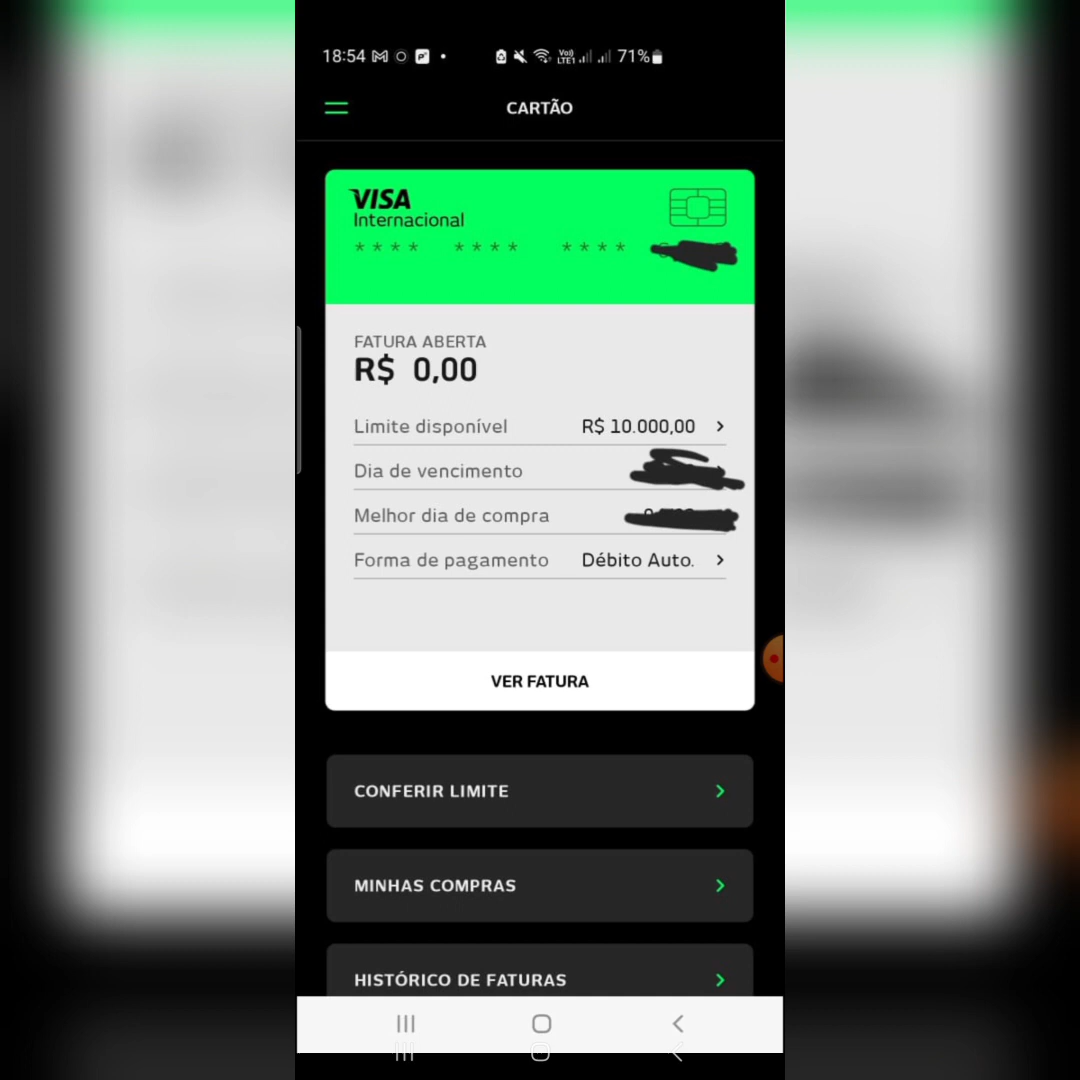 18:54 71%
CARTÃO
VISA
Internacional
**** **** ****
FATURA ABERTA
R$ 0,00
Limite disponível R$ 10.000,00
Dia de vencimento
Melhor dia de compra
Forma de pagamento Débito Auto.
VER FATURA
CONFERIR LIMITE
MINHAS COMPRAS
HISTÓRICO DE FATURAS